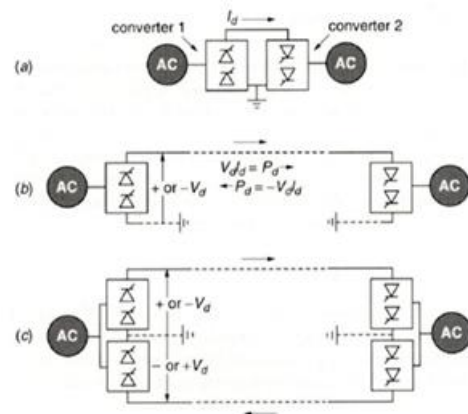 I_d
converter 1
converter 2
(a)
AC
AC
(b)
AC
+ or −V_d
V_dI_d = P_d →
← P_d = −V_dI_d
AC
(c)
AC
+ or −V_d
− or +V_d
AC